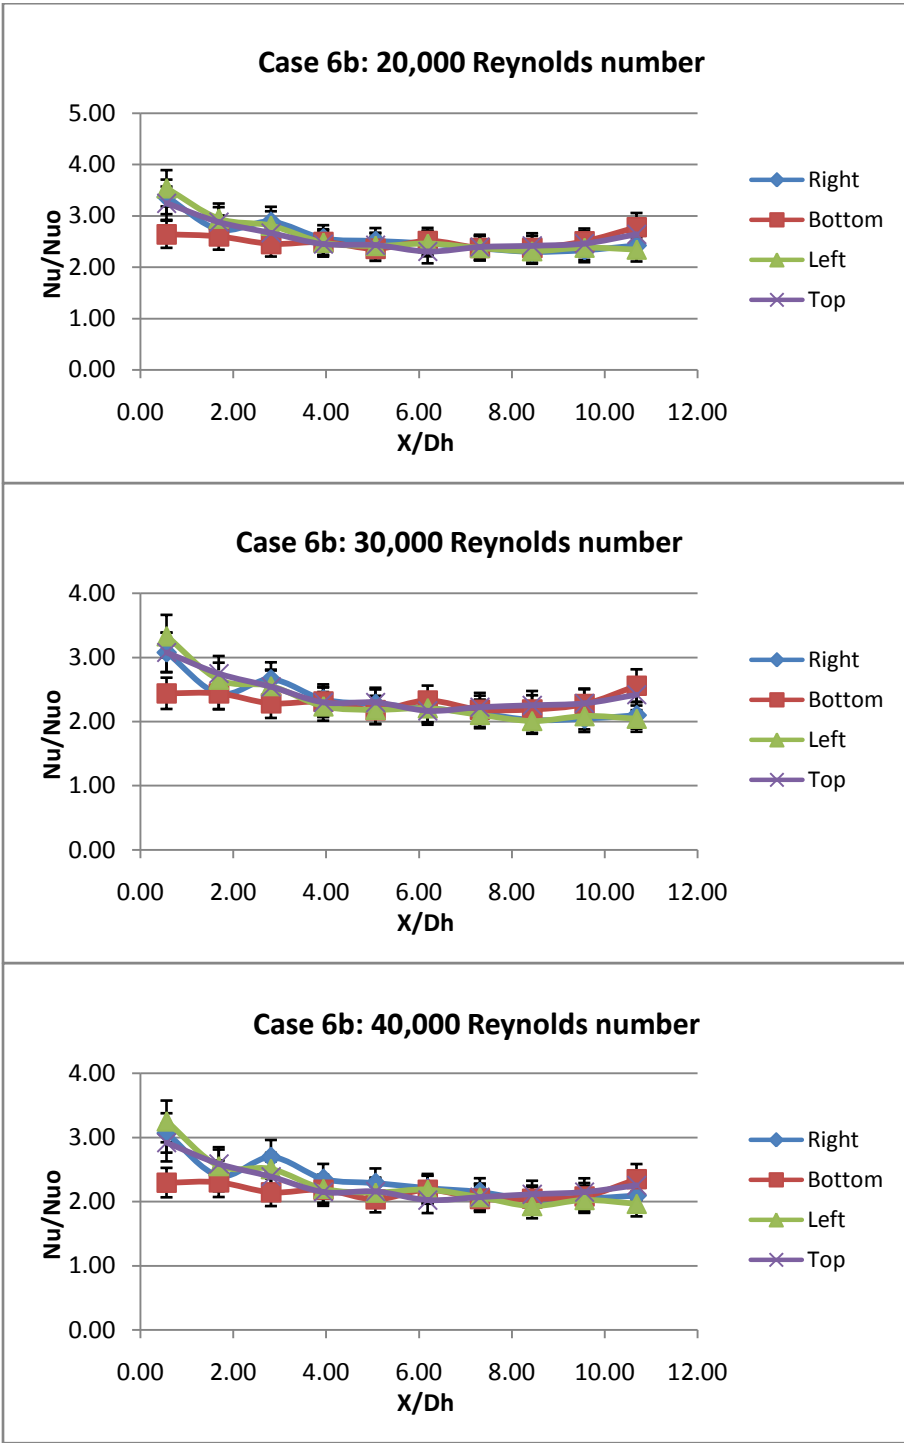 Case 6b: 20,000 Reynolds number
5.00
4.00
3.00
2.00
1.00
0.00
Nu/Nuo
0.00 2.00 4.00 6.00 8.00 10.00 12.00
X/Dh
Right
Bottom
Left
Top
Case 6b: 30,000 Reynolds number
4.00
3.00
2.00
1.00
0.00
Nu/Nuo
0.00 2.00 4.00 6.00 8.00 10.00 12.00
X/Dh
Right
Bottom
Left
Top
Case 6b: 40,000 Reynolds number
4.00
3.00
2.00
1.00
0.00
Nu/Nuo
0.00 2.00 4.00 6.00 8.00 10.00 12.00
X/Dh
Right
Bottom
Left
Top